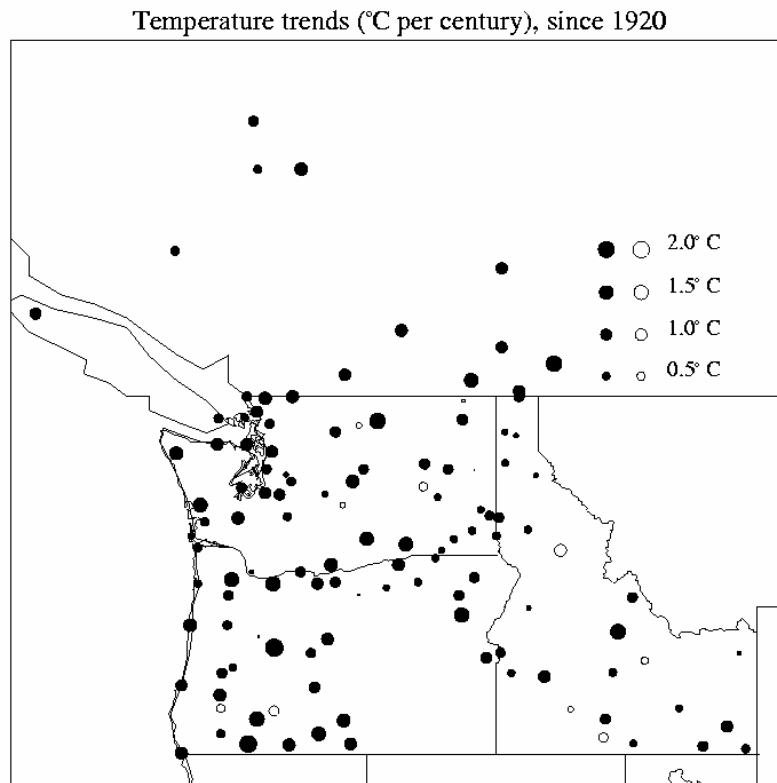 Temperature trends (°C per century), since 1920
2.0° C
1.5° C
1.0° C
0.5° C